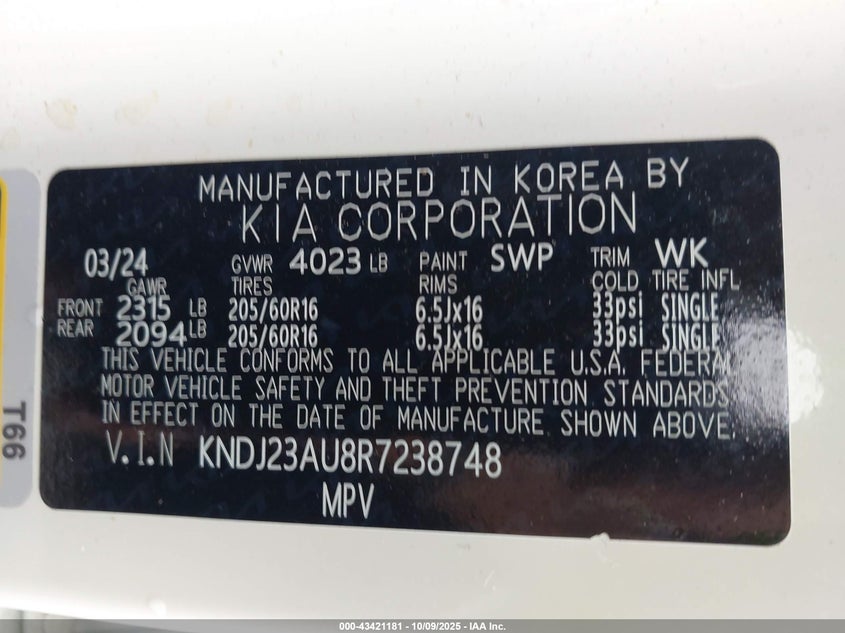 MANUFACTURED IN KOREA BY
KIA CORPORATION
03/24 GVWR 4023 LB PAINT SWP TRIM WK
GAWR TIRES RIMS COLD TIRE INFL
FRONT 2315 LB 205/60R16 6.5Jx16 33psi SINGLE
REAR 2094 LB 205/60R16 6.5Jx16 33psi SINGLE
THIS VEHICLE CONFORMS TO ALL APPLICABLE U.S.A. FEDERAL
MOTOR VEHICLE SAFETY AND THEFT PREVENTION STANDARDS
IN EFFECT ON THE DATE OF MANUFACTURE SHOWN ABOVE.
V.I.N KNDJ23AU8R7238748
MPV
T66
000-43421181 - 10/09/2025 - IAA Inc.